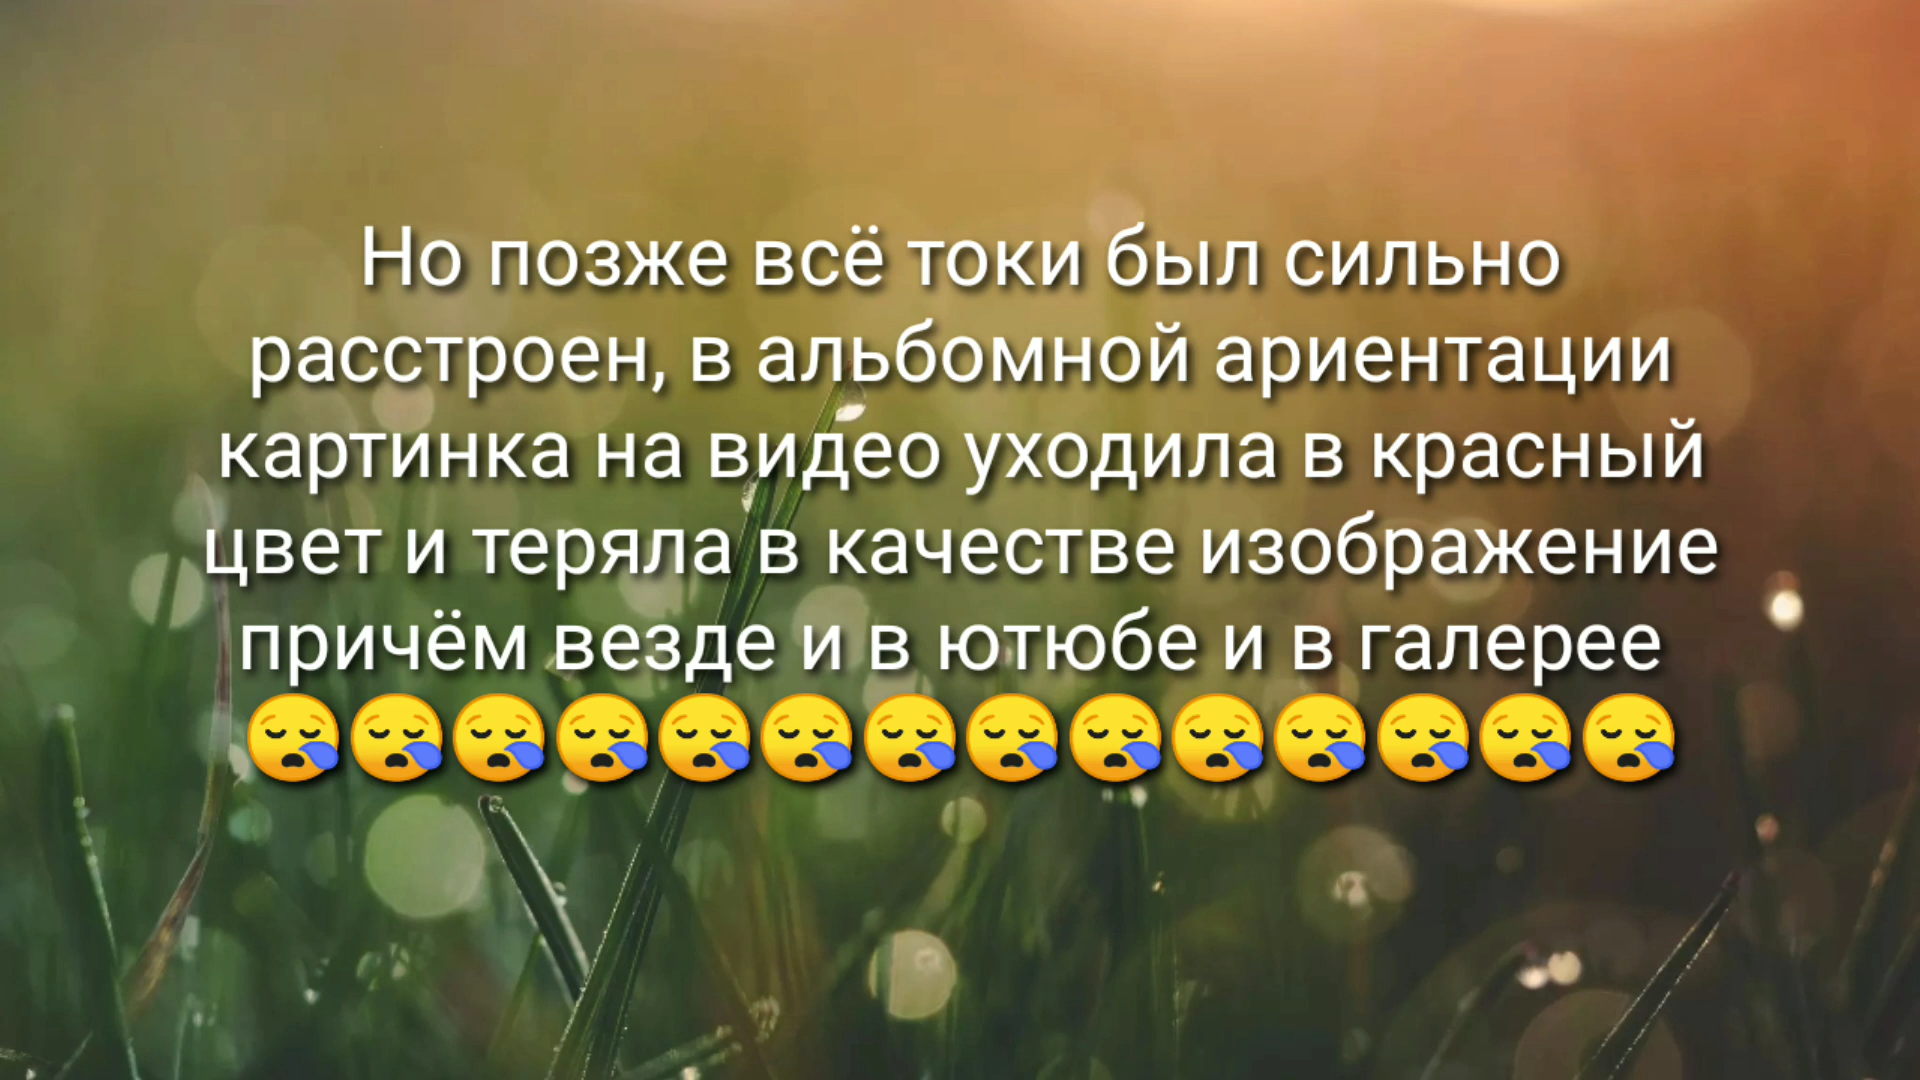 Но позже всё токи был сильно
расстроен, в альбомной ариентации
картинка на видео уходила в красный
цвет и теряла в качестве изображение
причём везде и в ютюбе и в галерее
😪😪😪😪😪😪😪😪😪😪😪😪😪😪